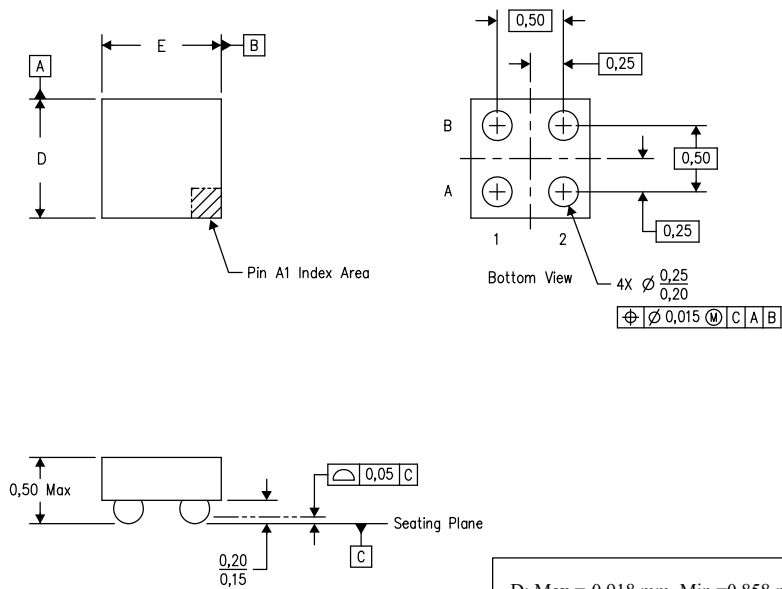 E
B
A
D
Pin A1 Index Area
0,50
0,25
B
A
0,50
0,25
1 2
Bottom View
4X Ø 0,25
0,20
⌖ Ø 0,015 Ⓜ C A B
0,50 Max
⌓ 0,05 C
Seating Plane
C
0,20
0,15